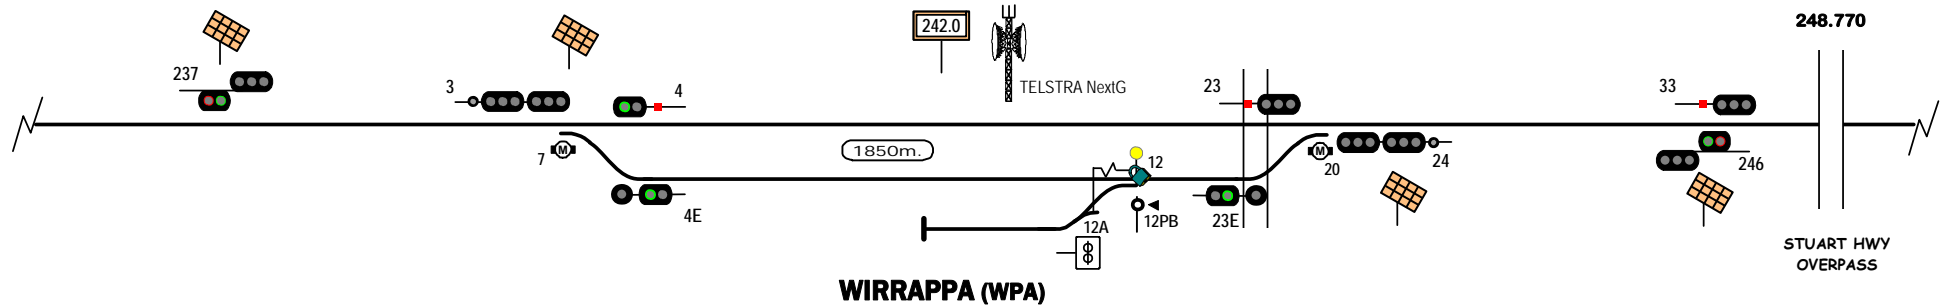 242.0
248.770
237
3
4
TELSTRA NextG
23
33
7
M
1850m.
12
M
20
24
246
4E
12A
12PB
23E
STUART HWY
OVERPASS
WIRRAPPA (WPA)